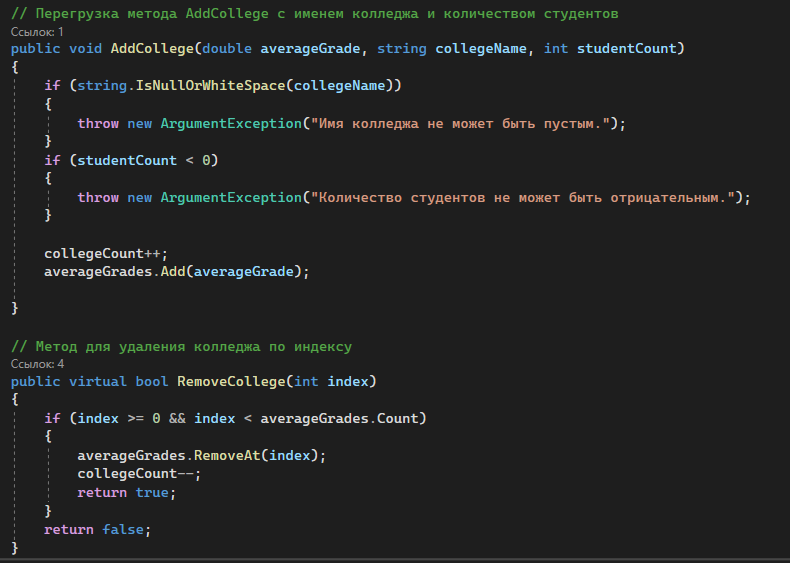 // Перегрузка метода AddCollege с именем колледжа и количеством студентов
Ссылок: 1
public void AddCollege(double averageGrade, string collegeName, int studentCount)
{
    if (string.IsNullOrWhiteSpace(collegeName))
    {
        throw new ArgumentException("Имя колледжа не может быть пустым.");
    }
    if (studentCount < 0)
    {
        throw new ArgumentException("Количество студентов не может быть отрицательным.");
    }
    collegeCount++;
    averageGrades.Add(averageGrade);
}
// Метод для удаления колледжа по индексу
Ссылок: 4
public virtual bool RemoveCollege(int index)
{
    if (index >= 0 && index < averageGrades.Count)
    {
        averageGrades.RemoveAt(index);
        collegeCount--;
        return true;
    }
    return false;
}